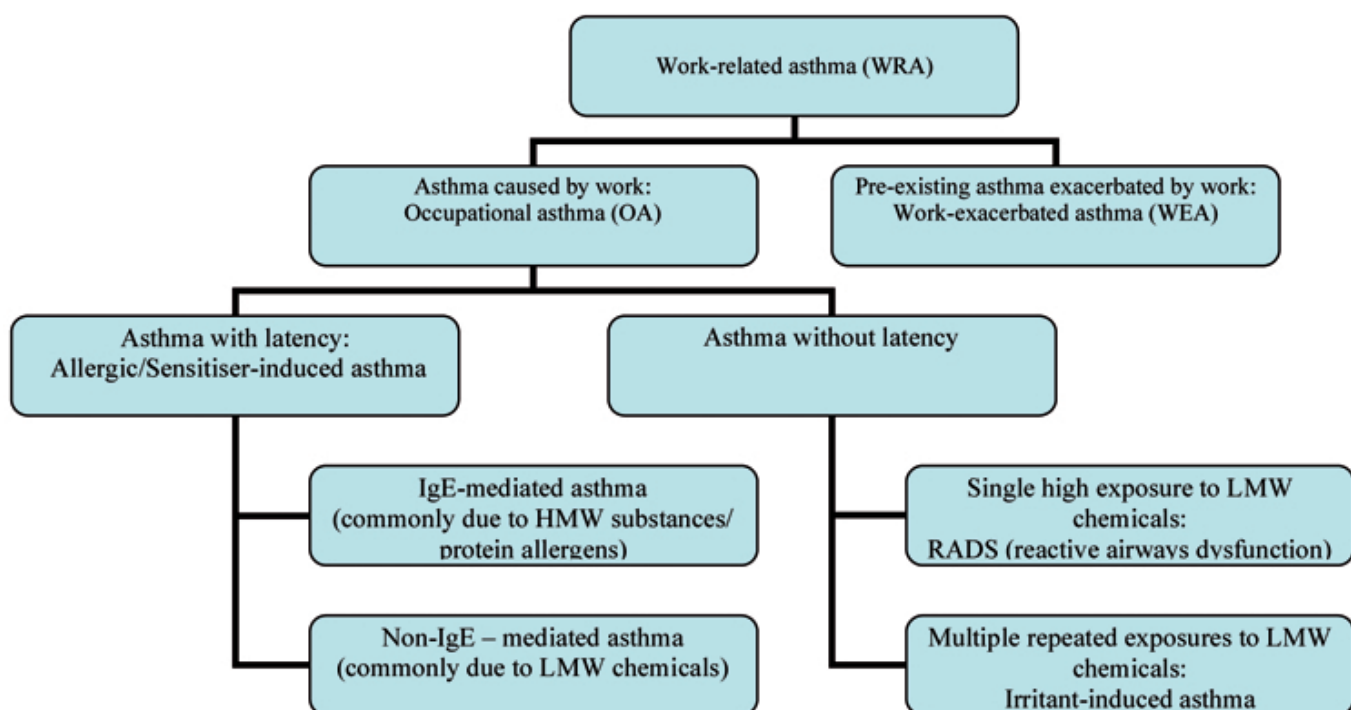 Work-related asthma (WRA)
Asthma caused by work:
Occupational asthma (OA)
Pre-existing asthma exacerbated by work:
Work-exacerbated asthma (WEA)
Asthma with latency:
Allergic/Sensitiser-induced asthma
Asthma without latency
IgE-mediated asthma
(commonly due to HMW substances/
protein allergens)
Single high exposure to LMW
chemicals:
RADS (reactive airways dysfunction)
Non-IgE – mediated asthma
(commonly due to LMW chemicals)
Multiple repeated exposures to LMW
chemicals:
Irritant-induced asthma